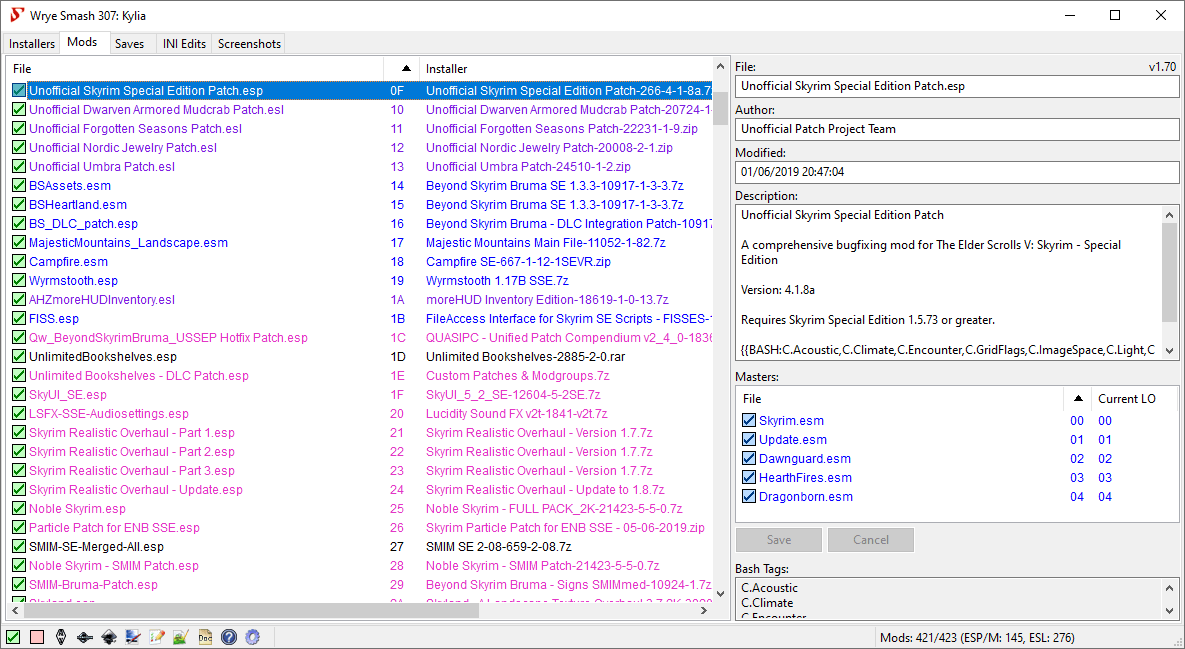 Wrye Smash 307: Kylia
Installers Mods Saves INI Edits Screenshots
File Installer
Unofficial Skyrim Special Edition Patch.esp 0F Unofficial Skyrim Special Edition Patch-266-4-1-8a.7z
Unofficial Dwarven Armored Mudcrab Patch.esl 10 Unofficial Dwarven Armored Mudcrab Patch-20724-1-
Unofficial Forgotten Seasons Patch.esl 11 Unofficial Forgotten Seasons Patch-22231-1-9.zip
Unofficial Nordic Jewelry Patch.esl 12 Unofficial Nordic Jewelry Patch-20008-2-1.zip
Unofficial Umbra Patch.esl 13 Unofficial Umbra Patch-24510-1-2.zip
BSAssets.esm 14 Beyond Skyrim Bruma SE 1.3.3-10917-1-3-3.7z
BSHeartland.esm 15 Beyond Skyrim Bruma SE 1.3.3-10917-1-3-3.7z
BS_DLC_patch.esp 16 Beyond Skyrim Bruma - DLC Integration Patch-10917
MajesticMountains_Landscape.esm 17 Majestic Mountains Main File-11052-1-82.7z
Campfire.esm 18 Campfire SE-667-1-12-1SEVR.zip
Wyrmstooth.esp 19 Wyrmstooth 1.17B SSE.7z
AHZmoreHUDInventory.esl 1A moreHUD Inventory Edition-18619-1-0-13.7z
FISS.esp 1B FileAccess Interface for Skyrim SE Scripts - FISSES-1
Qw_BeyondSkyrimBruma_USSEP Hotfix Patch.esp 1C QUASIPC - Unified Patch Compendium v2_4_0-1836
UnlimitedBookshelves.esp 1D Unlimited Bookshelves-2885-2-0.rar
Unlimited Bookshelves - DLC Patch.esp 1E Custom Patches & Modgroups.7z
SkyUI_SE.esp 1F SkyUI_5_2_SE-12604-5-2SE.7z
LSFX-SSE-Audiosettings.esp 20 Lucidity Sound FX v2t-1841-v2t.7z
Skyrim Realistic Overhaul - Part 1.esp 21 Skyrim Realistic Overhaul - Version 1.7.7z
Skyrim Realistic Overhaul - Part 2.esp 22 Skyrim Realistic Overhaul - Version 1.7.7z
Skyrim Realistic Overhaul - Part 3.esp 23 Skyrim Realistic Overhaul - Version 1.7.7z
Skyrim Realistic Overhaul - Update.esp 24 Skyrim Realistic Overhaul - Update to 1.8.7z
Noble Skyrim.esp 25 Noble Skyrim - FULL PACK_2K-21423-5-5-0.7z
Particle Patch for ENB SSE.esp 26 Skyrim Particle Patch for ENB SSE - 05-06-2019.zip
SMIM-SE-Merged-All.esp 27 SMIM SE 2-08-659-2-08.7z
Noble Skyrim - SMIM Patch.esp 28 Noble Skyrim - SMIM Patch-21423-5-5-0.7z
SMIM-Bruma-Patch.esp 29 Beyond Skyrim Bruma - Signs SMIMmed-10924-1.7z
File: v1.70
Unofficial Skyrim Special Edition Patch.esp
Author:
Unofficial Patch Project Team
Modified:
01/06/2019 20:47:04
Description:
Unofficial Skyrim Special Edition Patch
A comprehensive bugfixing mod for The Elder Scrolls V: Skyrim - Special
Edition
Version: 4.1.8a
Requires Skyrim Special Edition 1.5.73 or greater.
{{BASH:C.Acoustic,C.Climate,C.Encounter,C.GridFlags,C.ImageSpace,C.Light,C
Masters:
File Current LO
Skyrim.esm 00 00
Update.esm 01 01
Dawnguard.esm 02 02
HearthFires.esm 03 03
Dragonborn.esm 04 04
Save Cancel
Bash Tags:
C.Acoustic
C.Climate
C.Encounter
Doc
Mods: 421/423 (ESP/M: 145, ESL: 276)